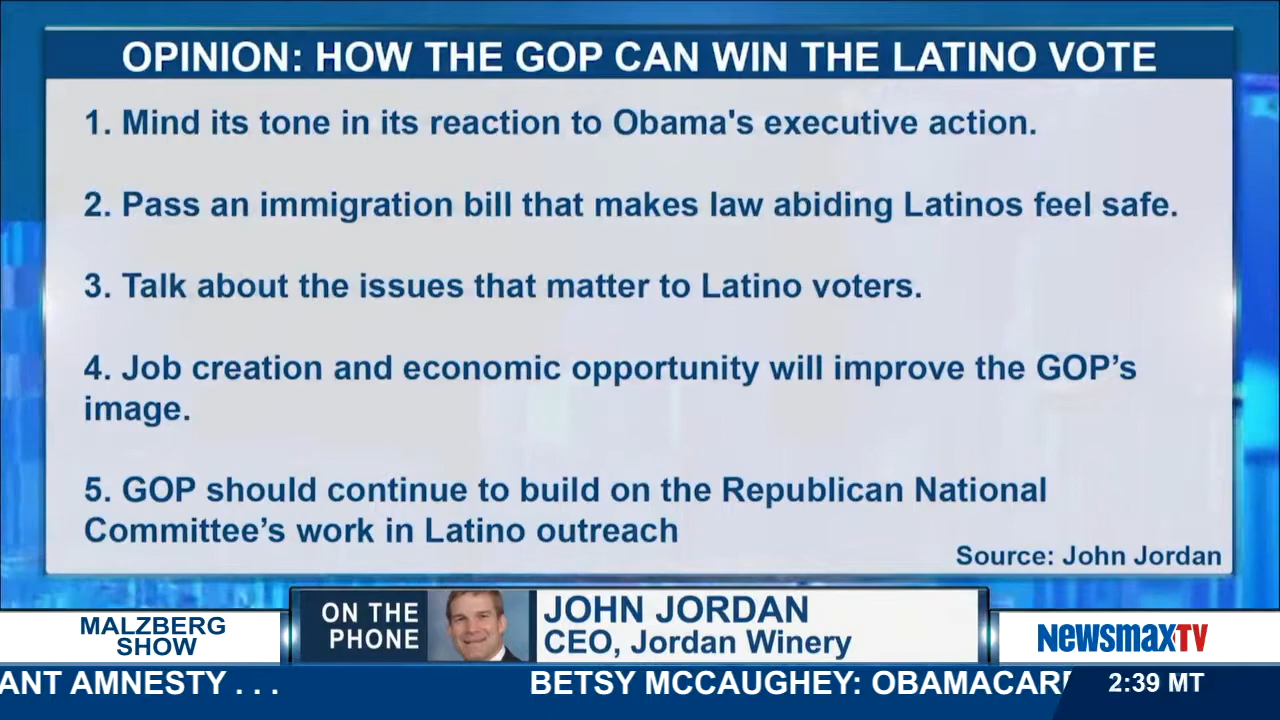 OPINION: HOW THE GOP CAN WIN THE LATINO VOTE
1. Mind its tone in its reaction to Obama's executive action.
2. Pass an immigration bill that makes law abiding Latinos feel safe.
3. Talk about the issues that matter to Latino voters.
4. Job creation and economic opportunity will improve the GOP’s
image.
5. GOP should continue to build on the Republican National
Committee’s work in Latino outreach
Source: John Jordan
ON THE
PHONE
JOHN JORDAN
CEO, Jordan Winery
MALZBERG
SHOW
NEWSMAXTV
ANT AMNESTY . . .
BETSY MCCAUGHEY: OBAMACAR
2:39 MT